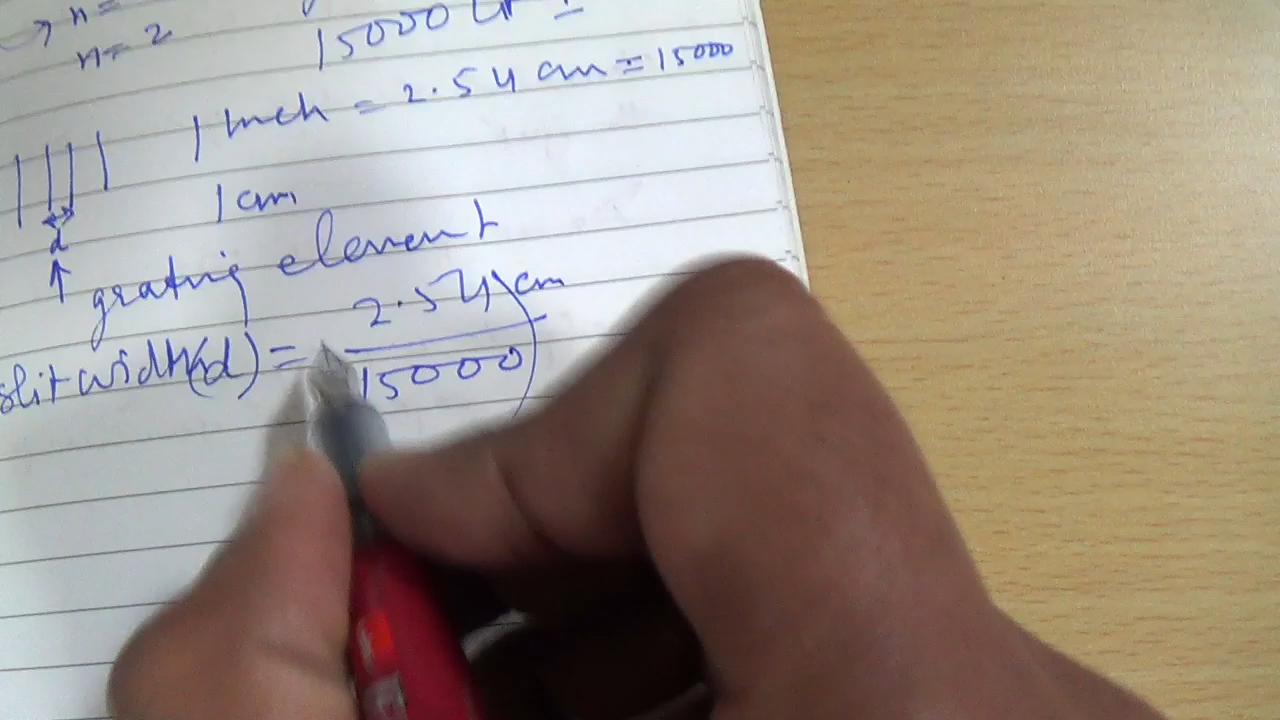 → n=
n=2
15000
1 Inch = 2.54 cm = 15000
1 cm
d
↑ grating element
slit width(d) = 2.54 cm
15000